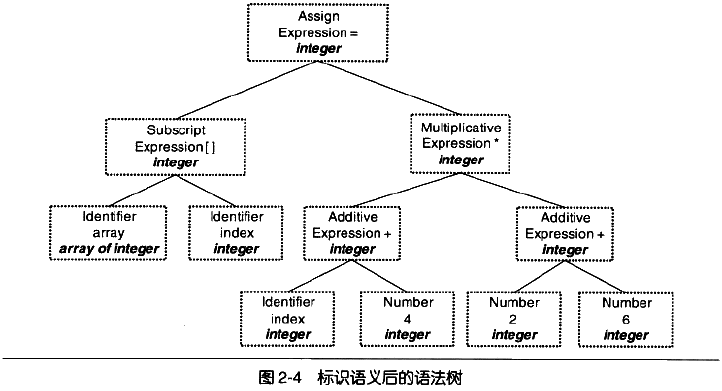 Assign
Expression =
integer
Subscript
Expression[]
integer
Multiplicative
Expression *
integer
Identifier
array
array of integer
Identifier
index
integer
Additive
Expression +
integer
Additive
Expression +
integer
Identifier
index
integer
Number
4
integer
Number
2
integer
Number
6
integer
图 2-4 标识语义后的语法树